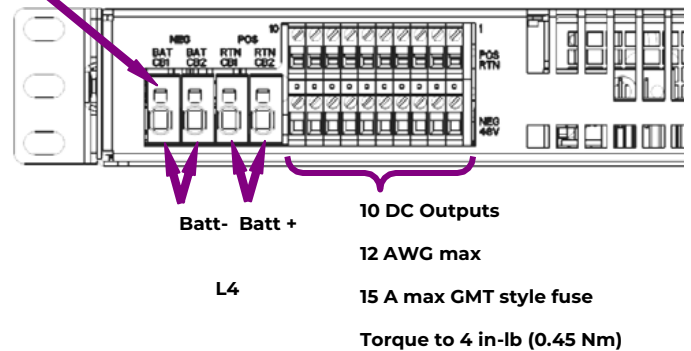 NEG POS
BAT CB1 BAT CB2 RTN CB1 RTN CB2
10 1
POS RTN
NEG 48V
Batt- Batt +
L4
10 DC Outputs
12 AWG max
15 A max GMT style fuse
Torque to 4 in-lb (0.45 Nm)